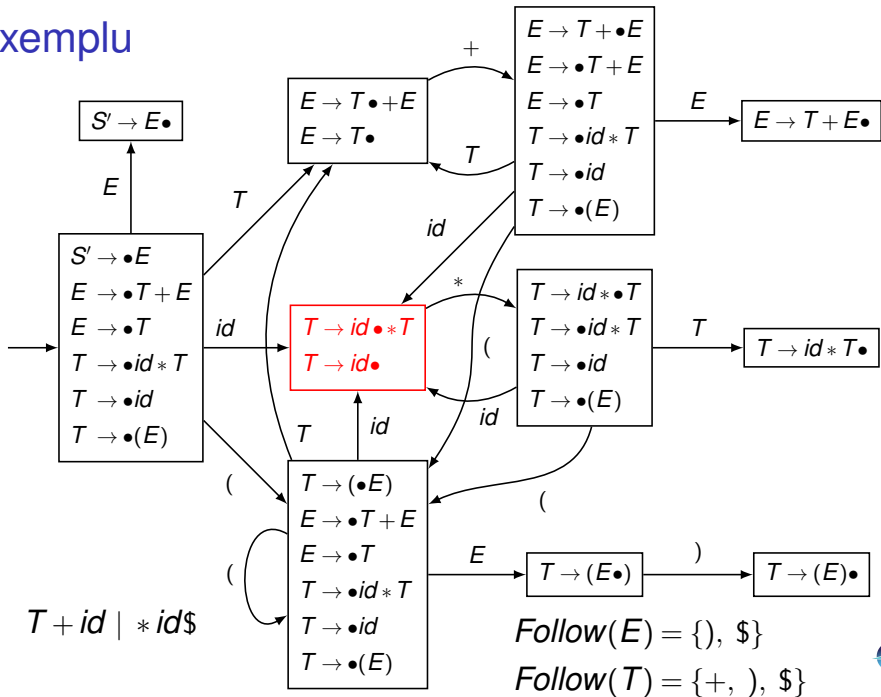 xemplu
S′ → E•
E
S′ → •E
E → •T + E
E → •T
T → •id ∗ T
T → •id
T → •(E)
T
id
(
E → T• + E
E → T•
+
T
E → T + •E
E → •T + E
E → •T
T → •id ∗ T
T → •id
T → •(E)
E
E → T + E•
id
(
T → id • ∗T
T → id•
∗
id
T → id ∗ •T
T → •id ∗ T
T → •id
T → •(E)
T
T → id ∗ T•
(
T
id
(
T → (•E)
E → •T + E
E → •T
T → •id ∗ T
T → •id
T → •(E)
E
T → (E•)
)
T → (E)•
T + id | ∗ id$
Follow(E) = {), $}
Follow(T) = {+, ), $}